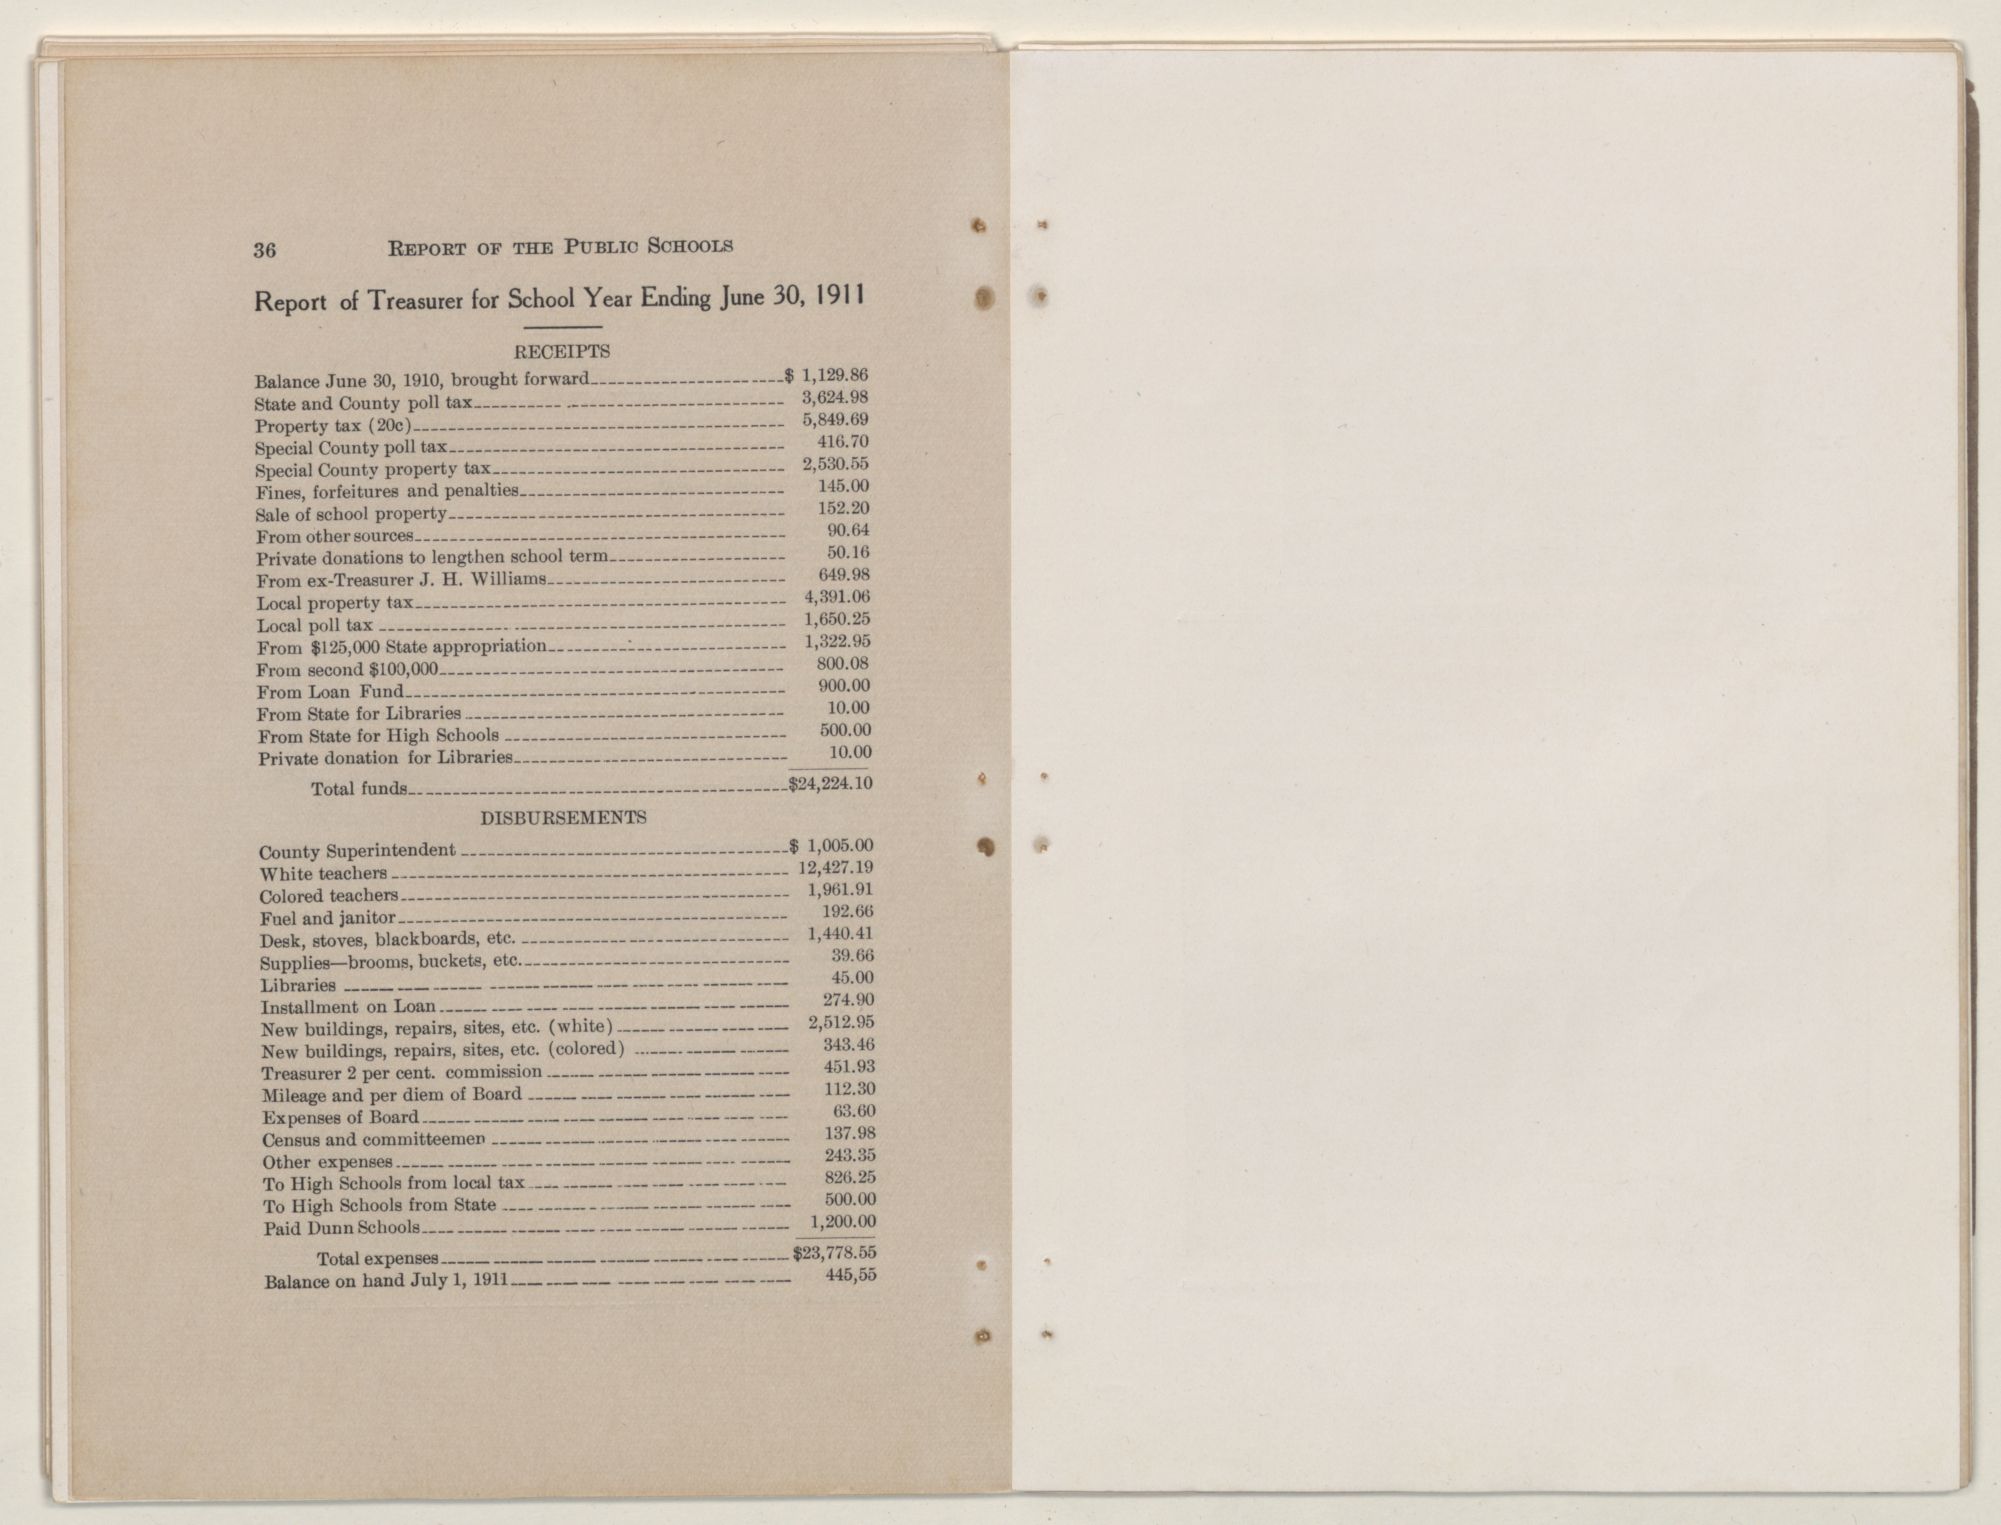 36 REPORT OF THE PUBLIC SCHOOLS
Report of Treasurer for School Year Ending June 30, 1911
RECEIPTS
Balance June 30, 1910, brought forward $ 1,129.86
State and County poll tax 3,624.98
Property tax (20c) 5,849.69
Special County poll tax 416.70
Special County property tax 2,530.55
Fines, forfeitures and penalties 145.00
Sale of school property 152.20
From other sources 90.64
Private donations to lengthen school term 50.16
From ex-Treasurer J. H. Williams 649.98
Local property tax 4,391.06
Local poll tax 1,650.25
From $125,000 State appropriation 1,322.95
From second $100,000 800.08
From Loan Fund 900.00
From State for Libraries 10.00
From State for High Schools 500.00
Private donation for Libraries 10.00
Total funds $24,224.10
DISBURSEMENTS
County Superintendent $ 1,005.00
White teachers 12,427.19
Colored teachers 1,961.91
Fuel and janitor 192.66
Desk, stoves, blackboards, etc. 1,440.41
Supplies—brooms, buckets, etc. 39.66
Libraries 45.00
Installment on Loan 274.90
New buildings, repairs, sites, etc. (white) 2,512.95
New buildings, repairs, sites, etc. (colored) 343.46
Treasurer 2 per cent. commission 451.93
Mileage and per diem of Board 112.30
Expenses of Board 63.60
Census and committeemen 137.98
Other expenses 243.35
To High Schools from local tax 826.25
To High Schools from State 500.00
Paid Dunn Schools 1,200.00
Total expenses $23,778.55
Balance on hand July 1, 1911 445,55